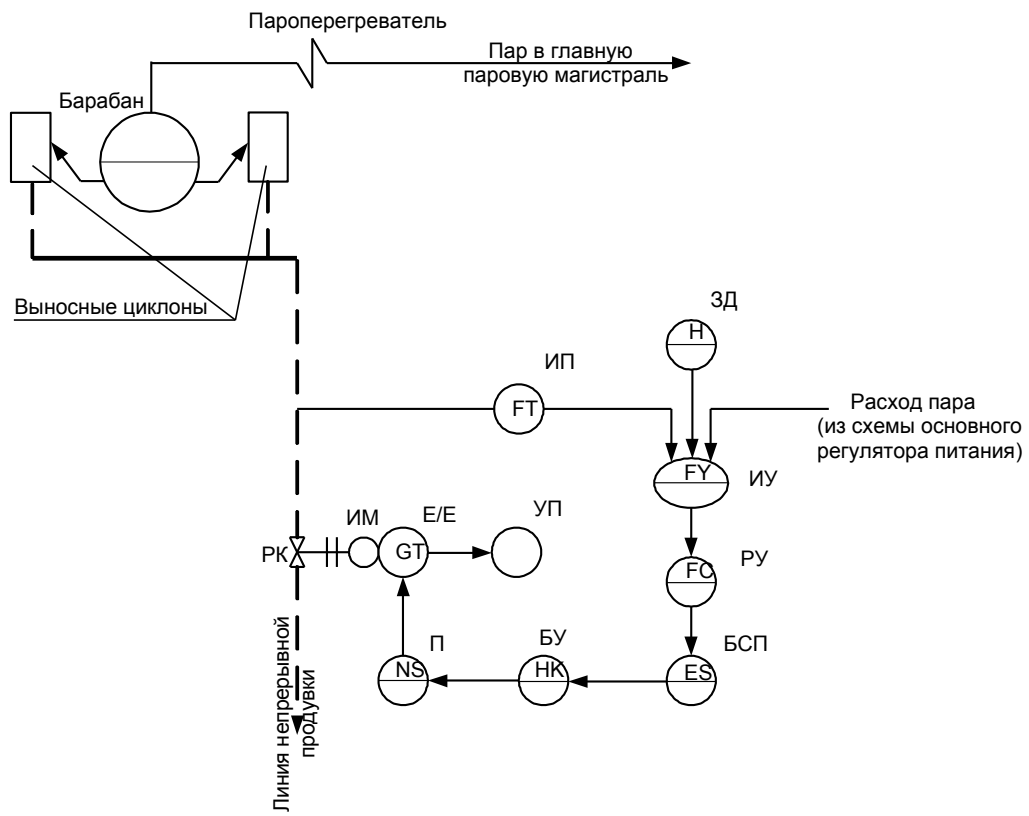 Пароперегреватель
Пар в главную
паровую магистраль
Барабан
Выносные циклоны
ЗД
H
ИП
FT
Расход пара
(из схемы основного
регулятора питания)
FY
ИУ
ИМ
E/E
УП
РК
GT
FC
РУ
П
БУ
БСП
NS
HK
ES
Линия непрерывной
продувки